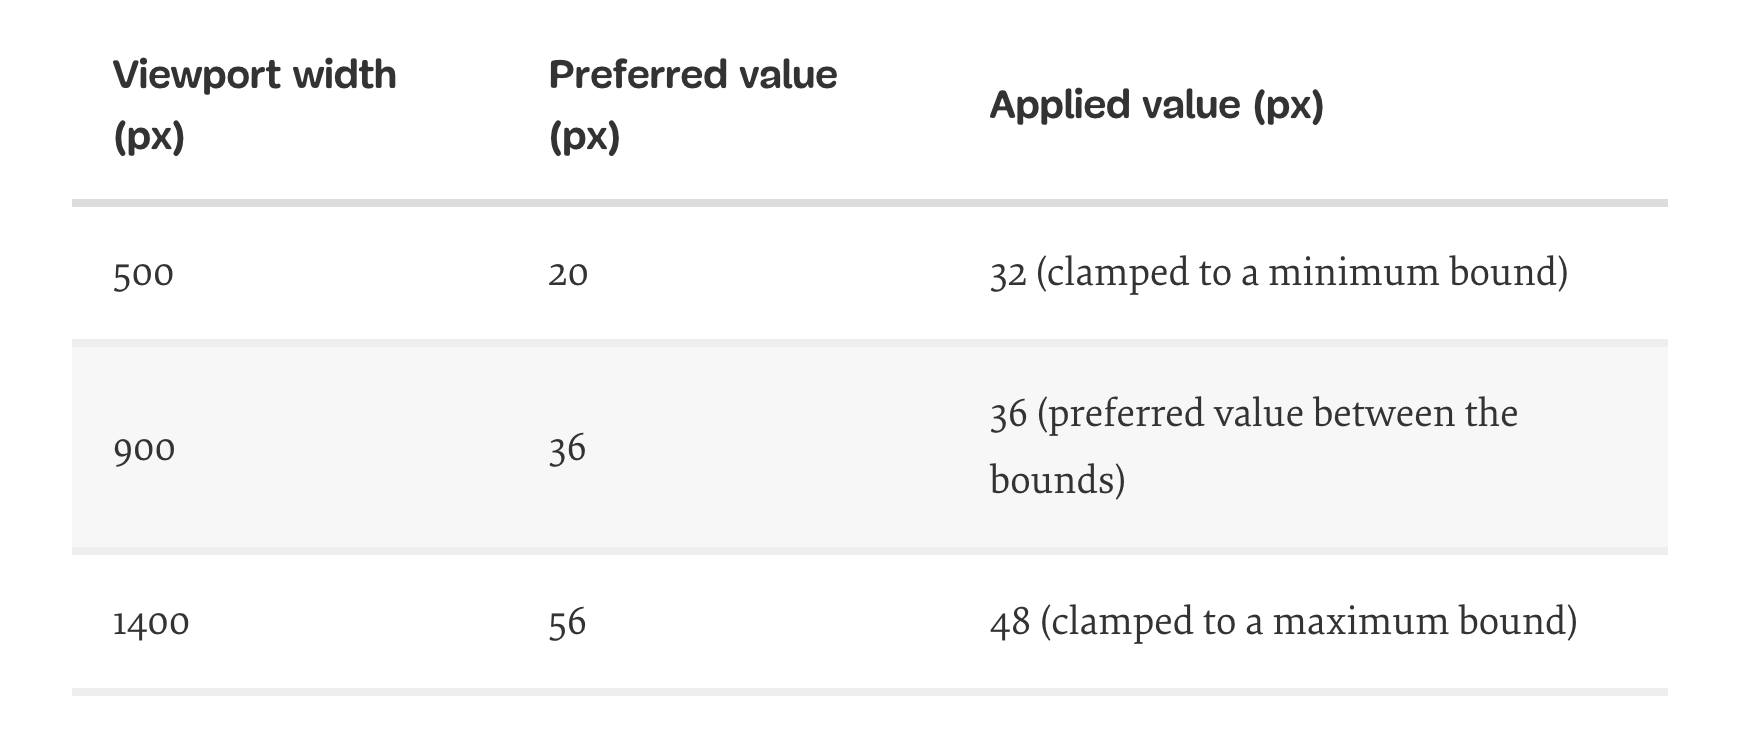 Viewport width
(px)
Preferred value
(px)
Applied value (px)
500
20
32 (clamped to a minimum bound)
900
36
36 (preferred value between the
bounds)
1400
56
48 (clamped to a maximum bound)